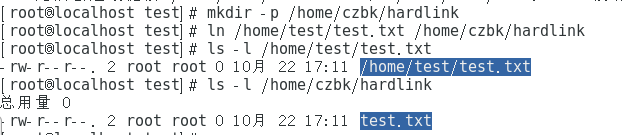 [root@localhost test]# mkdir -p /home/czbk/hardlink
[root@localhost test]# ln /home/test/test.txt /home/czbk/hardlink
[root@localhost test]# ls -l /home/test/test.txt
-rw-r--r--. 2 root root 0 10月 22 17:11 /home/test/test.txt
[root@localhost test]# ls -l /home/czbk/hardlink
总用量 0
-rw-r--r--. 2 root root 0 10月 22 17:11 test.txt